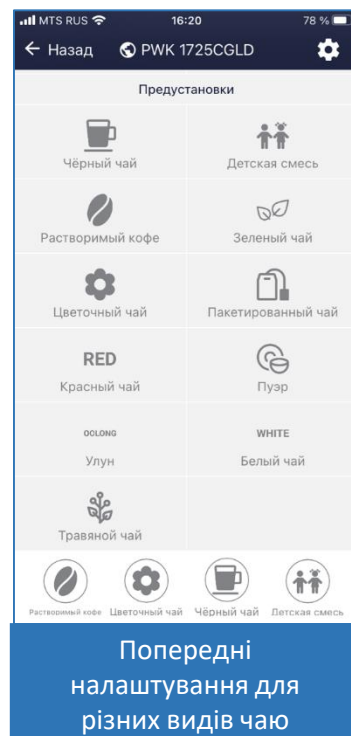 MTS RUS 16:20 78 %
← Назад PWK 1725CGLD
Предустановки
Чёрный чай Детская смесь
Растворимый кофе Зеленый чай
Цветочный чай Пакетированный чай
RED
Красный чай Пуэр
OOLONG WHITE
Улун Белый чай
Травяной чай
Растворимый кофе Цветочный чай Чёрный чай Детская смесь
Попередні
налаштування для
різних видів чаю